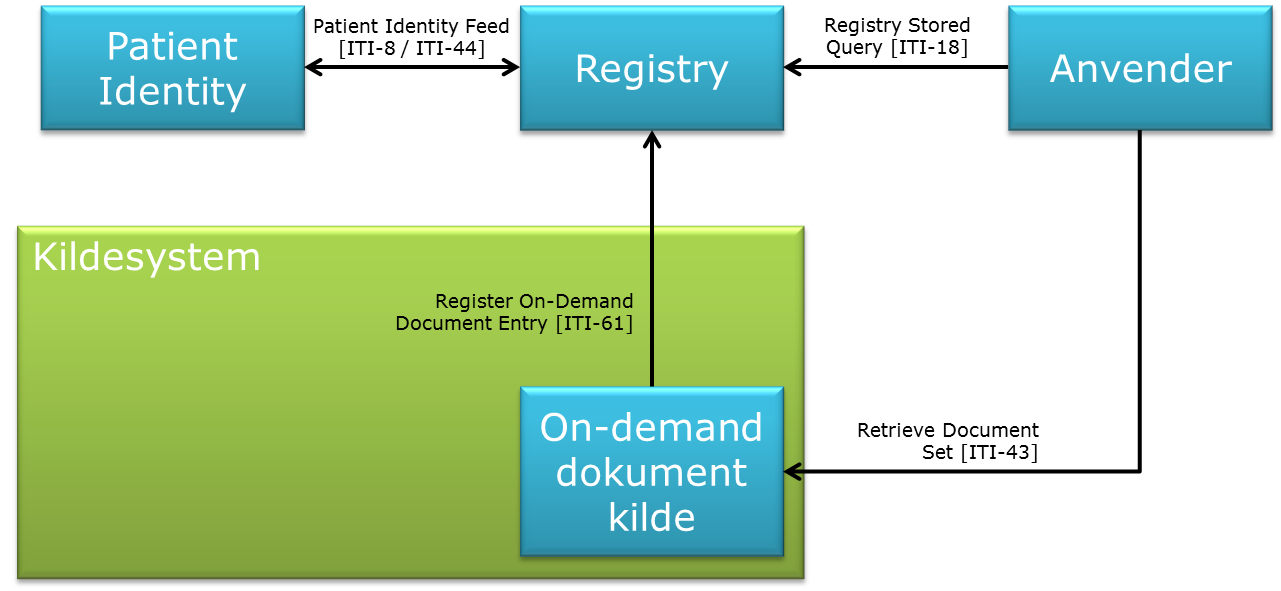 Patient
Identity
Patient Identity Feed
[ITI-8 / ITI-44]
Registry
Registry Stored
Query [ITI-18]
Anvender
Kildesystem
Register On-Demand
Document Entry [ITI-61]
On-demand
dokument
kilde
Retrieve Document
Set [ITI-43]